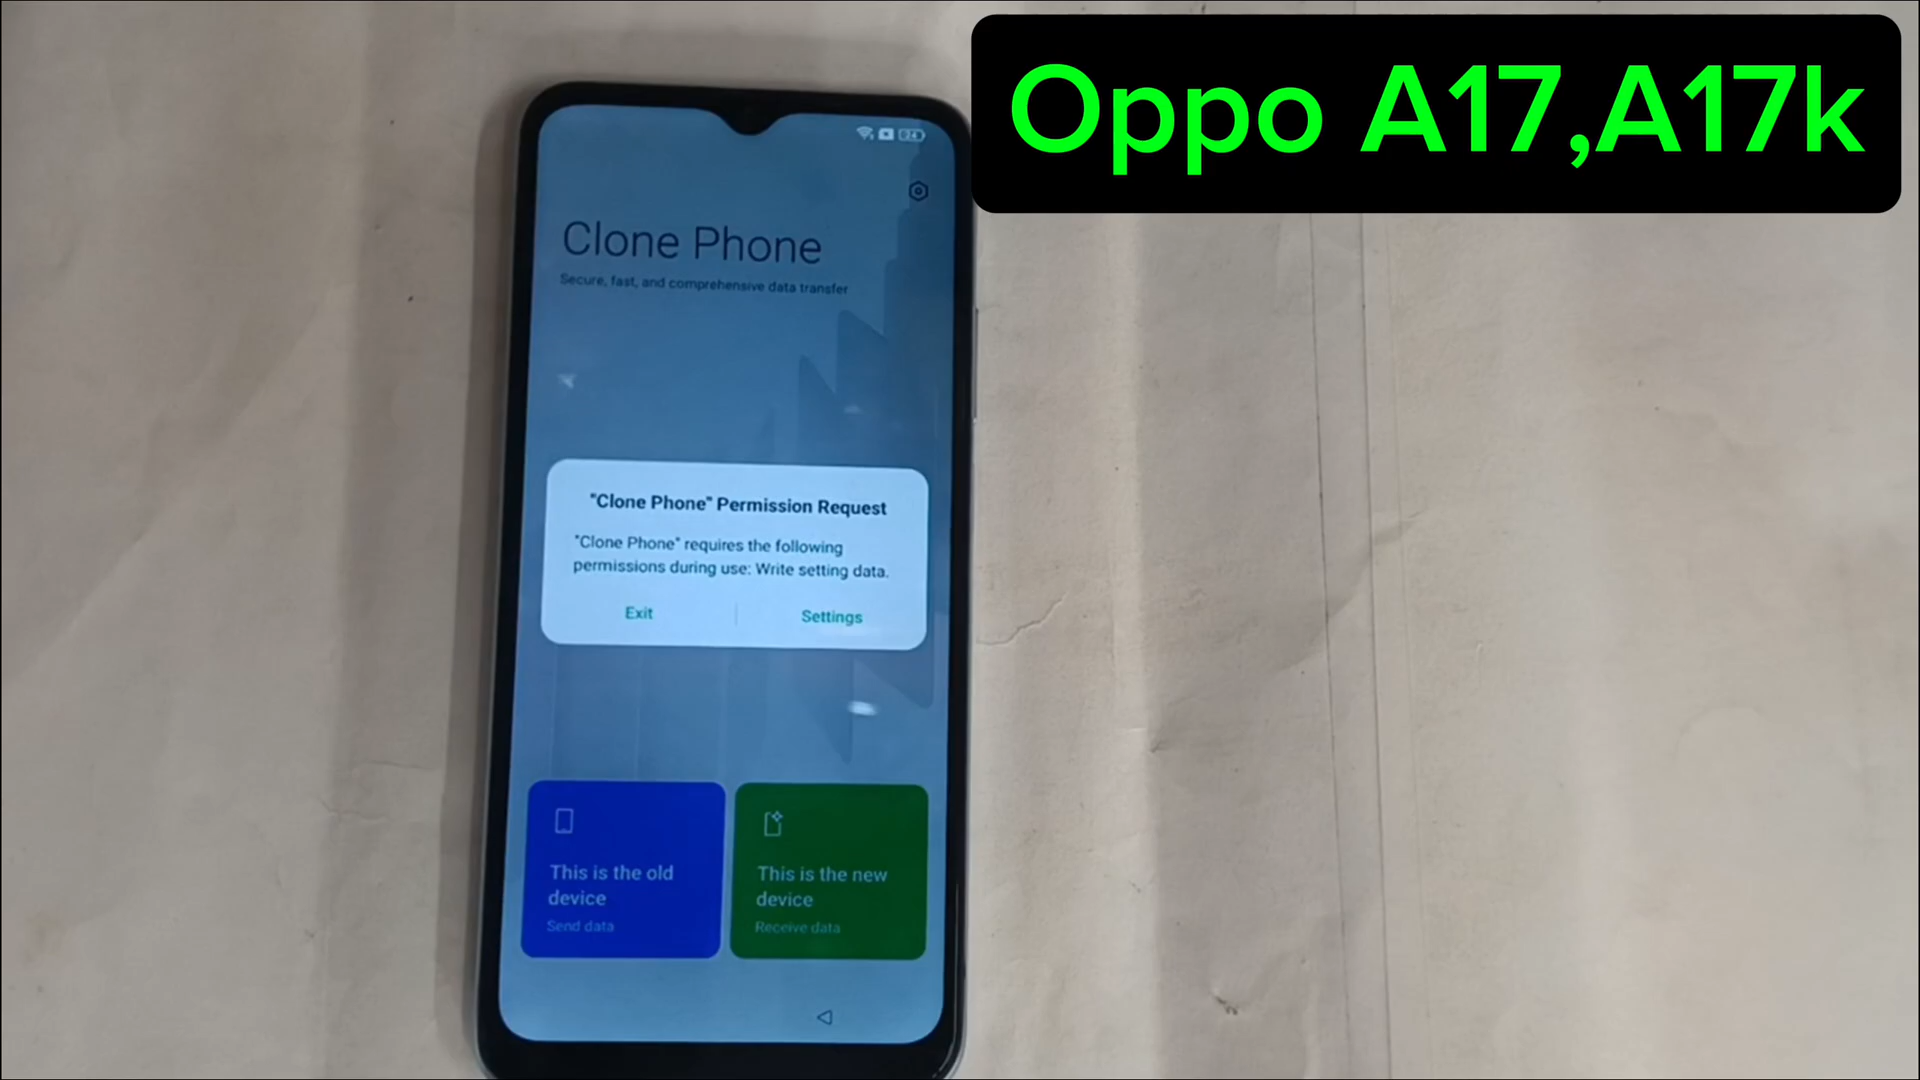 Oppo A17,A17k
24
Clone Phone
Secure, fast, and comprehensive data transfer
"Clone Phone" Permission Request
"Clone Phone" requires the following
permissions during use: Write setting data.
Exit
Settings
This is the old
device
Send data
This is the new
device
Receive data